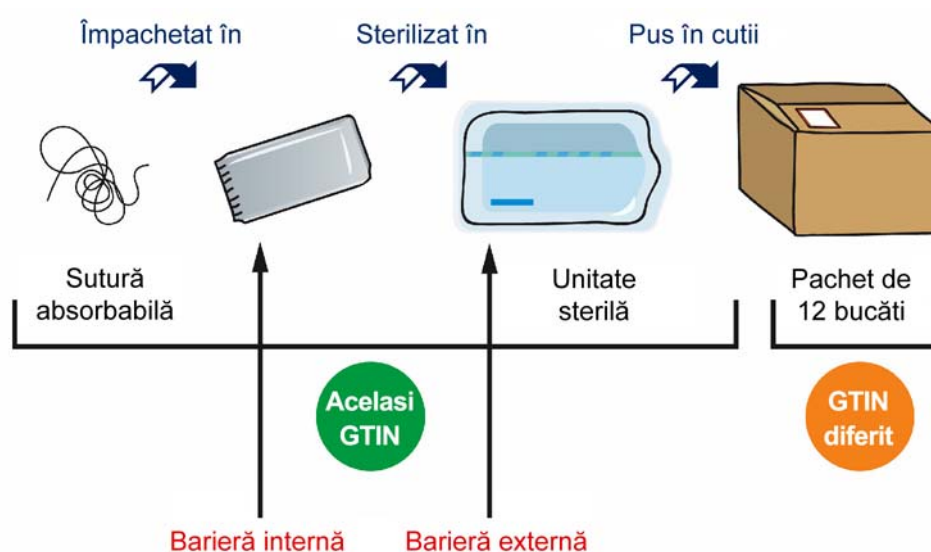 Împachetat în
Sterilizat în
Pus în cutii
Sutură
absorbabilă
Unitate
sterilă
Pachet de
12 bucăti
Acelasi
GTIN
GTIN
diferit
Barieră internă
Barieră externă